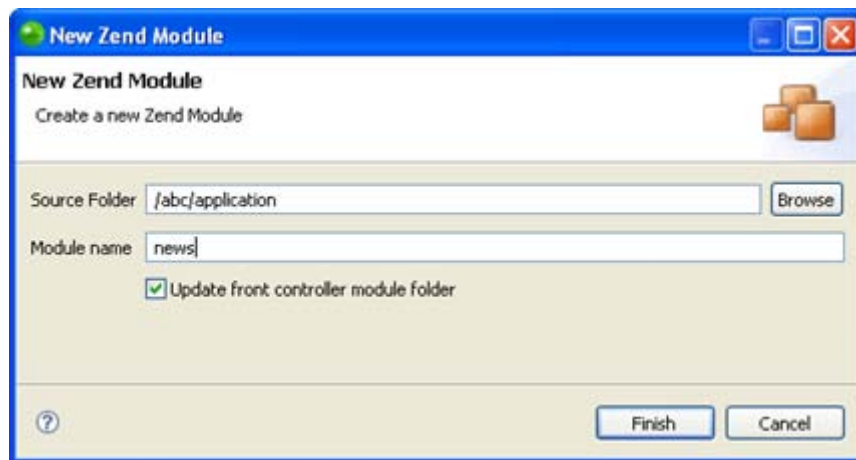 New Zend Module
New Zend Module
Create a new Zend Module
Source Folder /abc/application Browse
Module name news
Update front controller module folder
? Finish Cancel